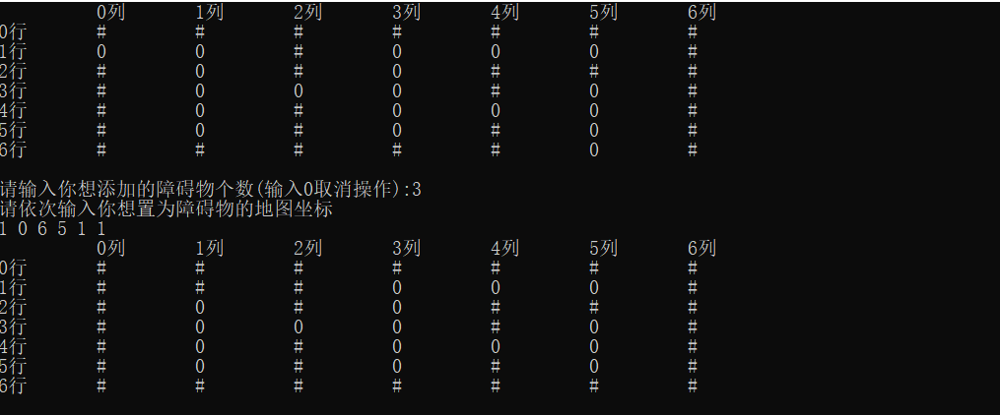 0列 1列 2列 3列 4列 5列 6列
0行 # # # # # # #
1行 0 0 # 0 0 0 #
2行 # 0 # 0 # # #
3行 # 0 0 0 # 0 #
4行 # 0 # 0 0 0 #
5行 # 0 # 0 # 0 #
6行 # # # # # 0 #
请输入你想添加的障碍物个数(输入0取消操作):3
请依次输入你想置为障碍物的地图坐标
1 0 6 5 1 1
0列 1列 2列 3列 4列 5列 6列
0行 # # # # # # #
1行 # # # 0 0 0 #
2行 # 0 # 0 # # #
3行 # 0 0 0 # 0 #
4行 # 0 # 0 0 0 #
5行 # 0 # 0 # 0 #
6行 # # # # # # #